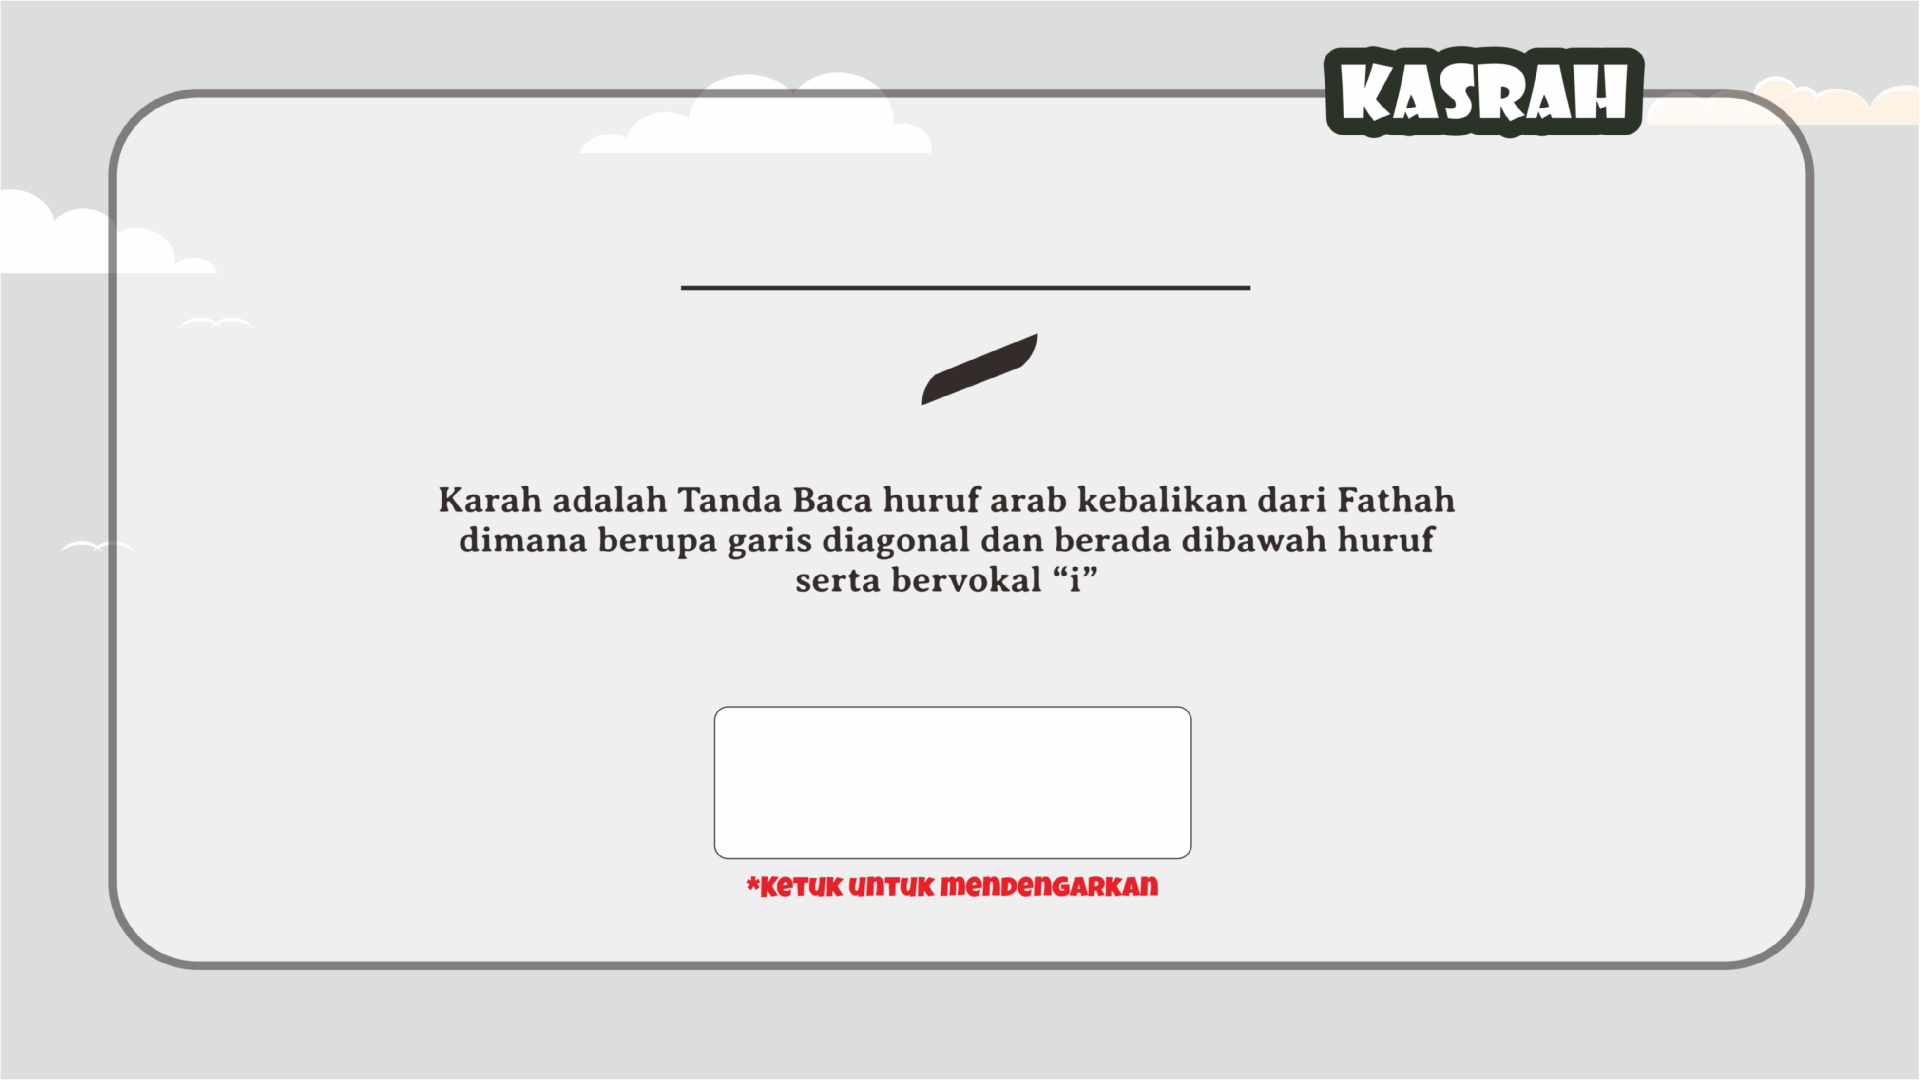 KASRAH
Karah adalah Tanda Baca huruf arab kebalikan dari Fathah
dimana berupa garis diagonal dan berada dibawah huruf
serta bervokal “i”
*Ketuk untuk mendengarkan